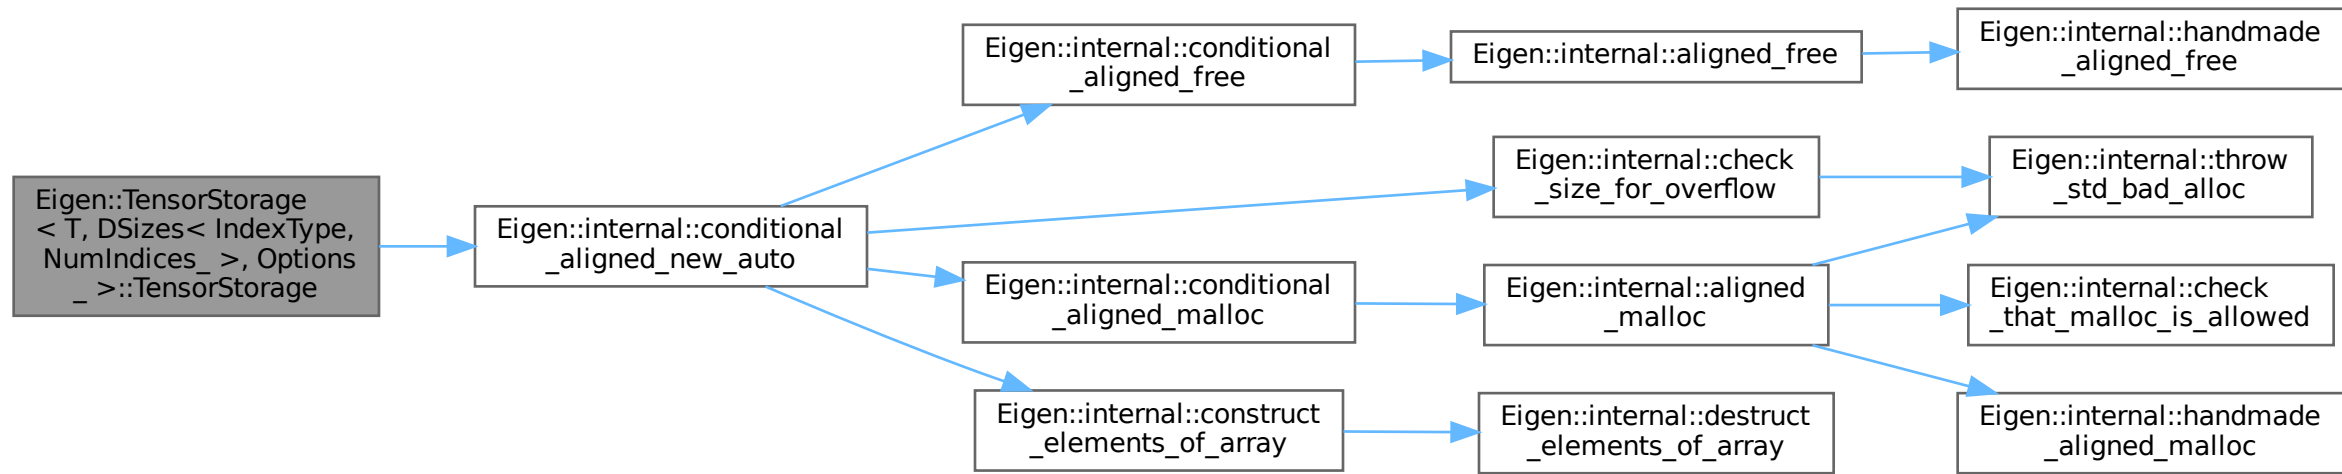 Eigen::TensorStorage
< T, DSizes< IndexType,
NumIndices_ >, Options
_ >::TensorStorage
Eigen::internal::conditional
_aligned_new_auto
Eigen::internal::conditional
_aligned_free
Eigen::internal::aligned_free
Eigen::internal::handmade
_aligned_free
Eigen::internal::check
_size_for_overflow
Eigen::internal::throw
_std_bad_alloc
Eigen::internal::conditional
_aligned_malloc
Eigen::internal::aligned
_malloc
Eigen::internal::check
_that_malloc_is_allowed
Eigen::internal::handmade
_aligned_malloc
Eigen::internal::construct
_elements_of_array
Eigen::internal::destruct
_elements_of_array